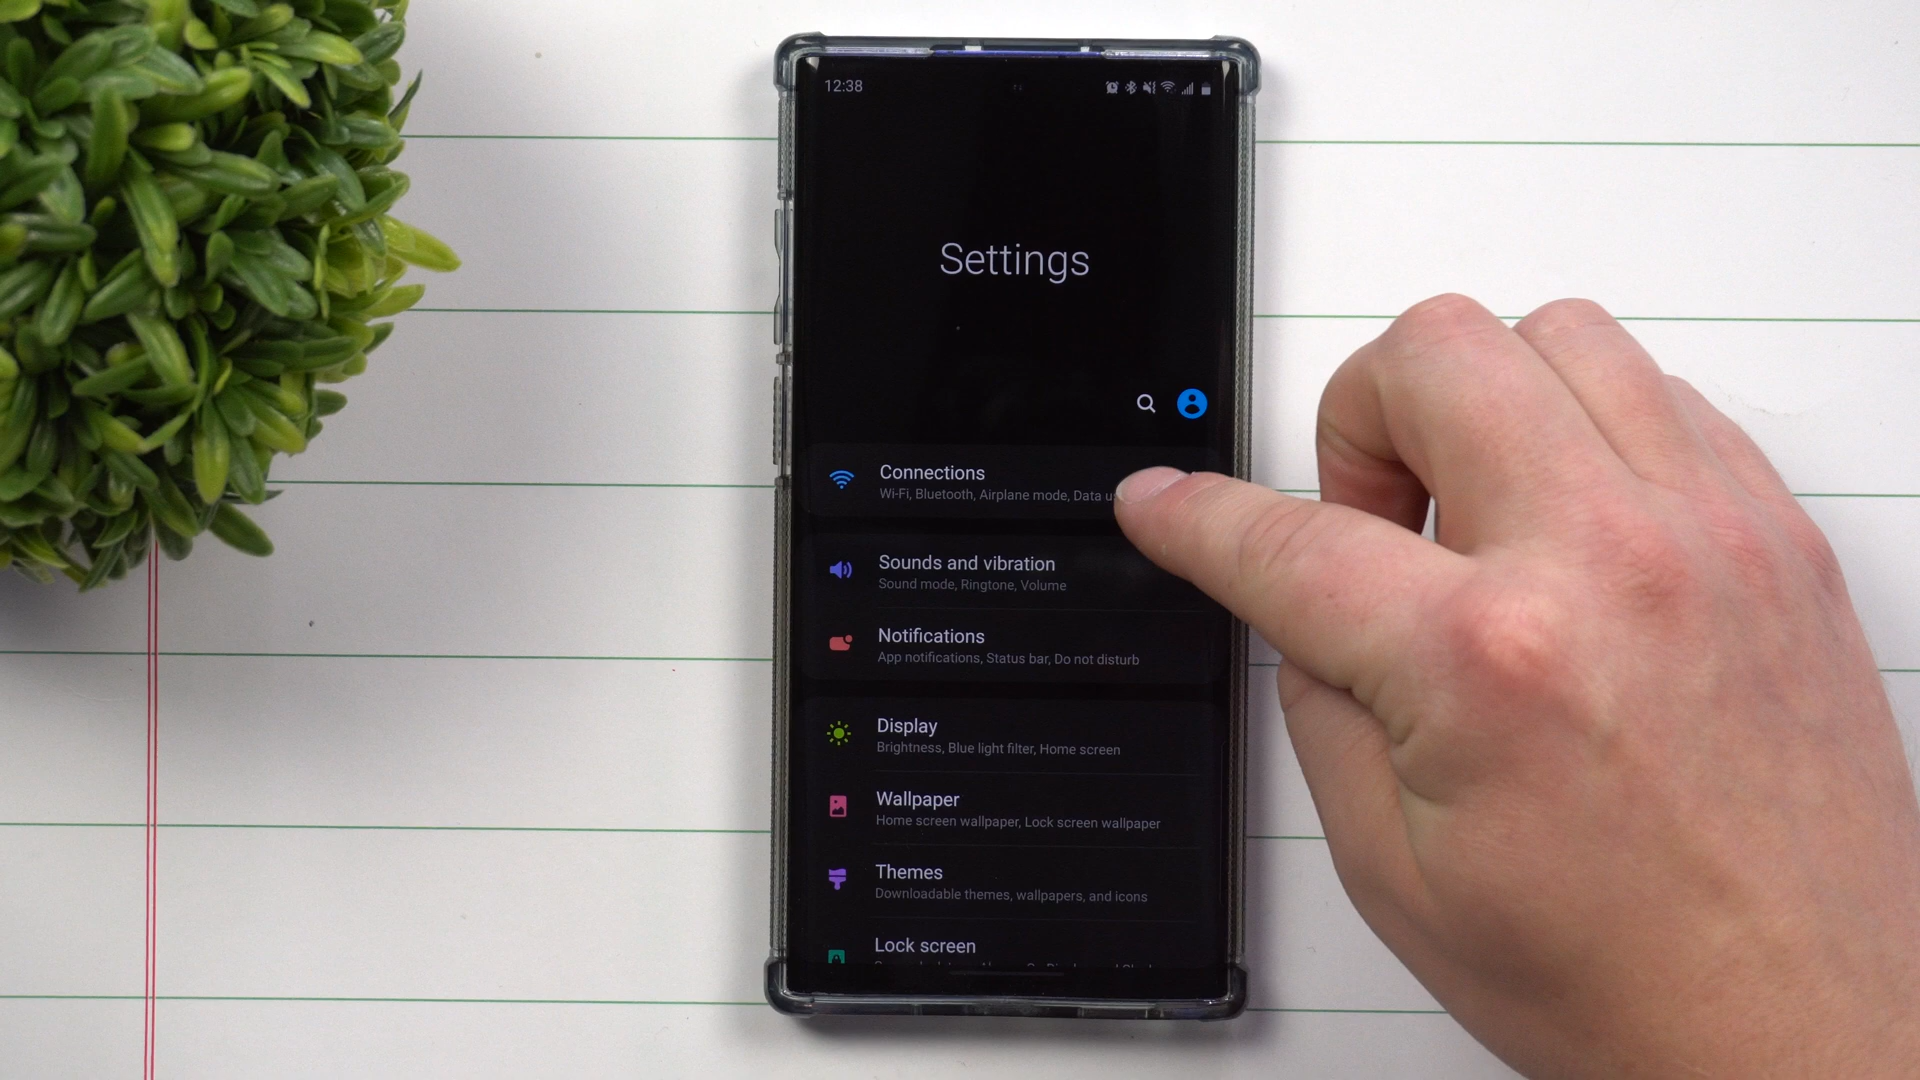 12:38
Settings
Connections
Wi-Fi, Bluetooth, Airplane mode, Data
Sounds and vibration
Sound mode, Ringtone, Volume
Notifications
App notifications, Status bar, Do not disturb
Display
Brightness, Blue light filter, Home screen
Wallpaper
Home screen wallpaper, Lock screen wallpaper
Themes
Downloadable themes, wallpapers, and icons
Lock screen